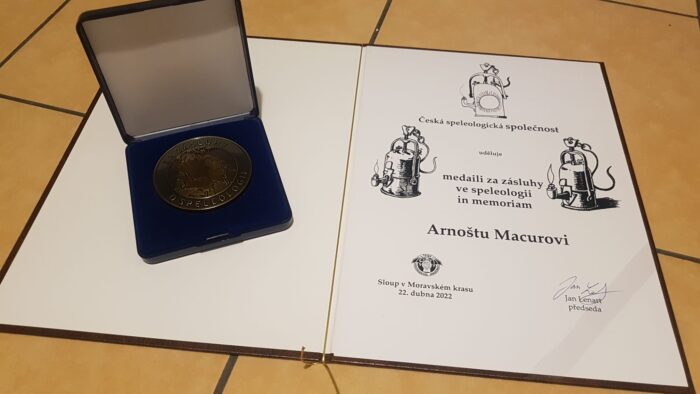 Česká speleologická společnost
uděluje
medaili za zásluhy
ve speleologii
in memoriam
Arnoštu Macurovi
Sloup v Moravském krasu
22. dubna 2022
Jan Lenart
předseda
O SPELEOLOGII